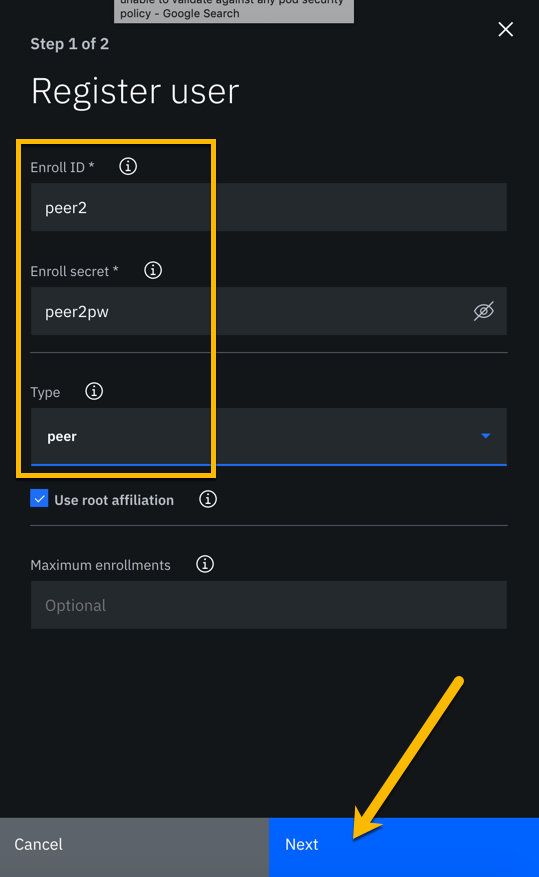 unable to validate against any pod security
policy - Google Search
Step 1 of 2
Register user
Enroll ID *
peer2
Enroll secret *
peer2pw
Type
peer
Use root affiliation
Maximum enrollments
Optional
Cancel
Next